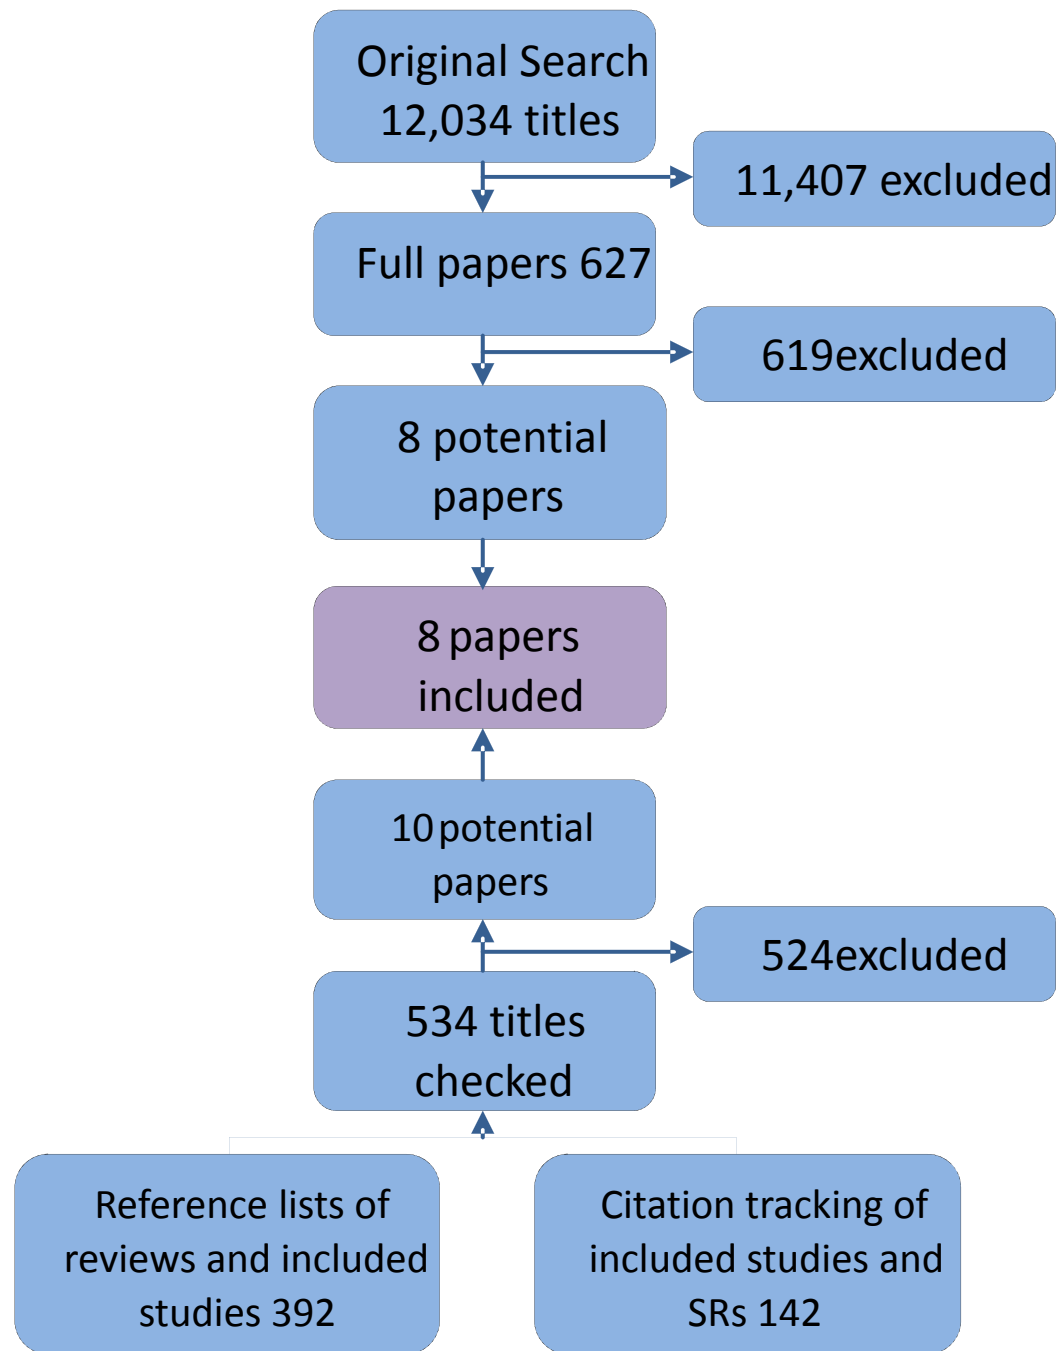 Original Search
12,034 titles
11,407 excluded
Full papers 627
619excluded
8 potential
papers
8 papers
included
10 potential
papers
524excluded
534 titles
checked
Reference lists of
reviews and included
studies 392
Citation tracking of
included studies and
SRs 142